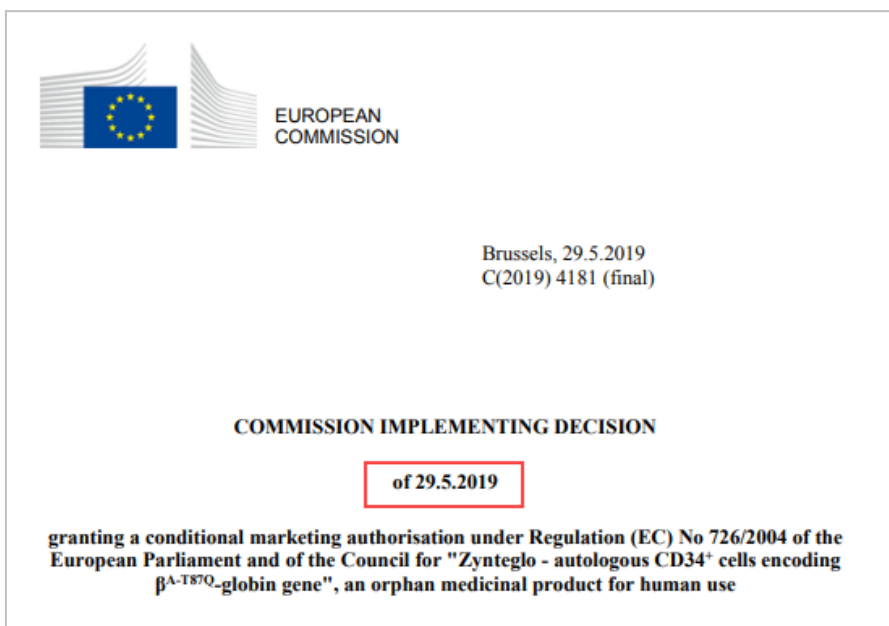 EUROPEAN
COMMISSION
Brussels, 29.5.2019
C(2019) 4181 (final)
COMMISSION IMPLEMENTING DECISION
of 29.5.2019
granting a conditional marketing authorisation under Regulation (EC) No 726/2004 of the
European Parliament and of the Council for "Zynteglo - autologous CD34⁺ cells encoding
βᴬ⁻ᵀ⁸⁷Q-globin gene", an orphan medicinal product for human use